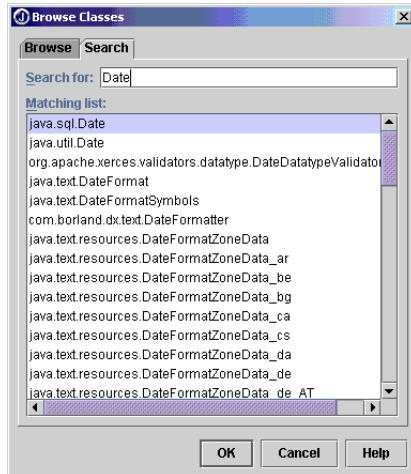 Browse Classes
Browse Search
Search for: Date
Matching list:
java.sql.Date
java.util.Date
org.apache.xerces.validators.datatype.DateDatatypeValidator
java.text.DateFormat
java.text.DateFormatSymbols
com.borland.dx.text.DateFormatter
java.text.resources.DateFormatZoneData
java.text.resources.DateFormatZoneData_ar
java.text.resources.DateFormatZoneData_be
java.text.resources.DateFormatZoneData_bg
java.text.resources.DateFormatZoneData_ca
java.text.resources.DateFormatZoneData_cs
java.text.resources.DateFormatZoneData_da
java.text.resources.DateFormatZoneData_de
java.text.resources.DateFormatZoneData_de_AT
OK Cancel Help